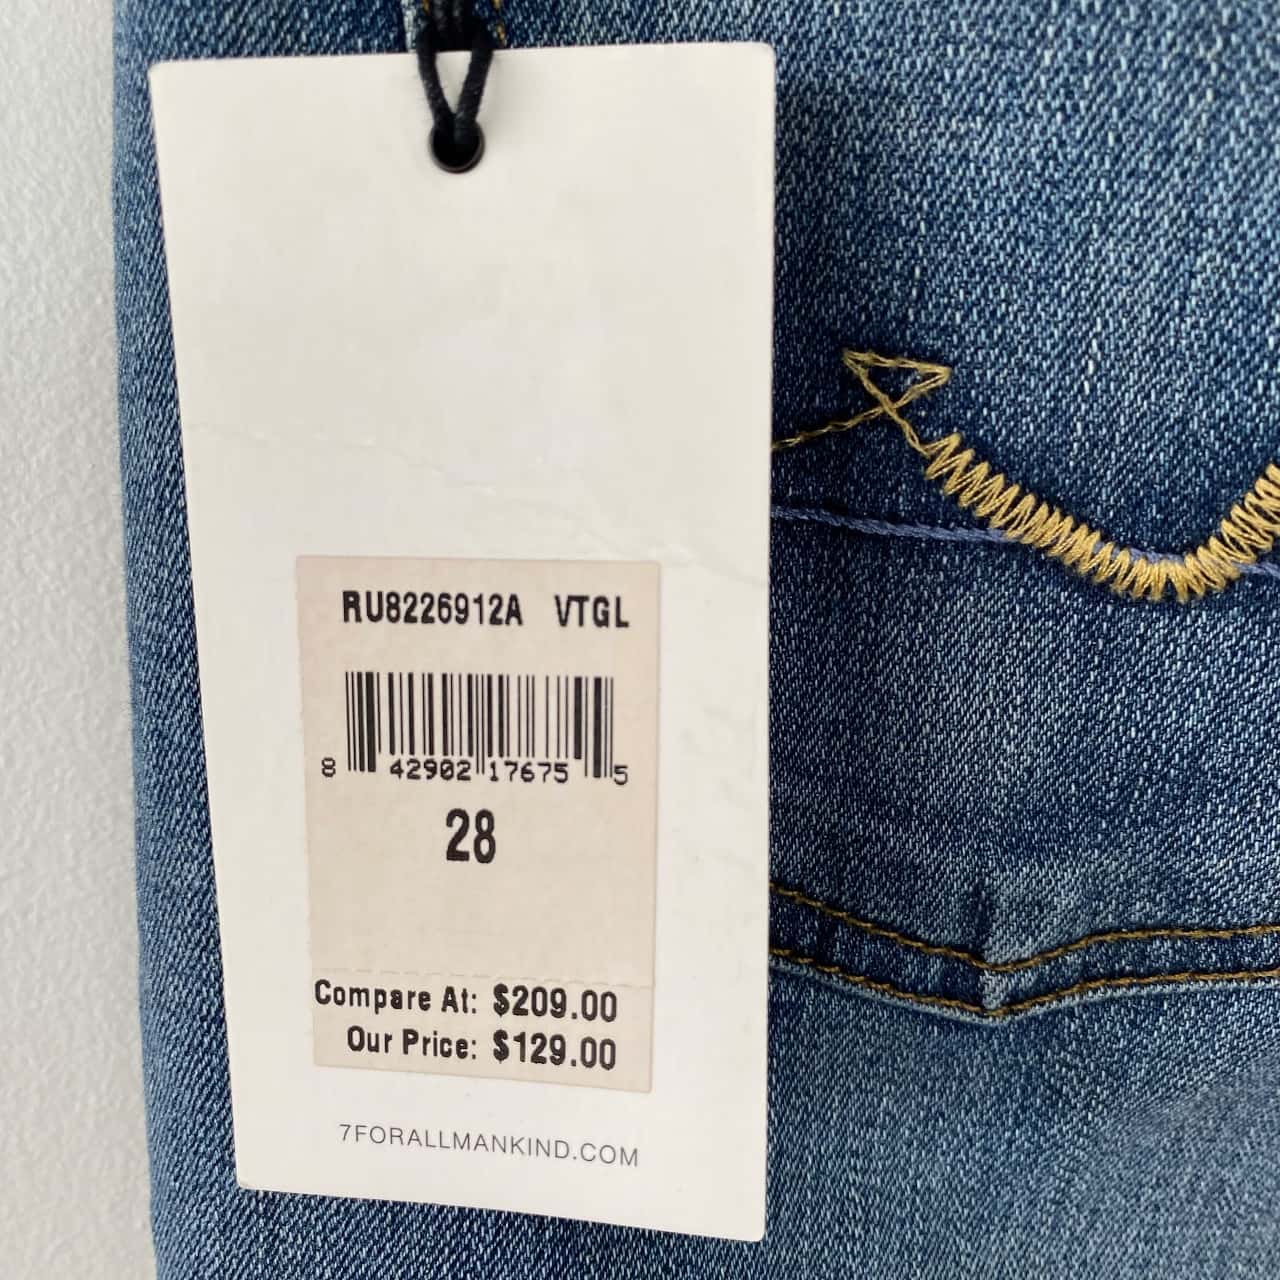 RU8226912A VTGL
8 42902 17675 5
28
Compare At: $209.00
Our Price: $129.00
7FORALLMANKIND.COM